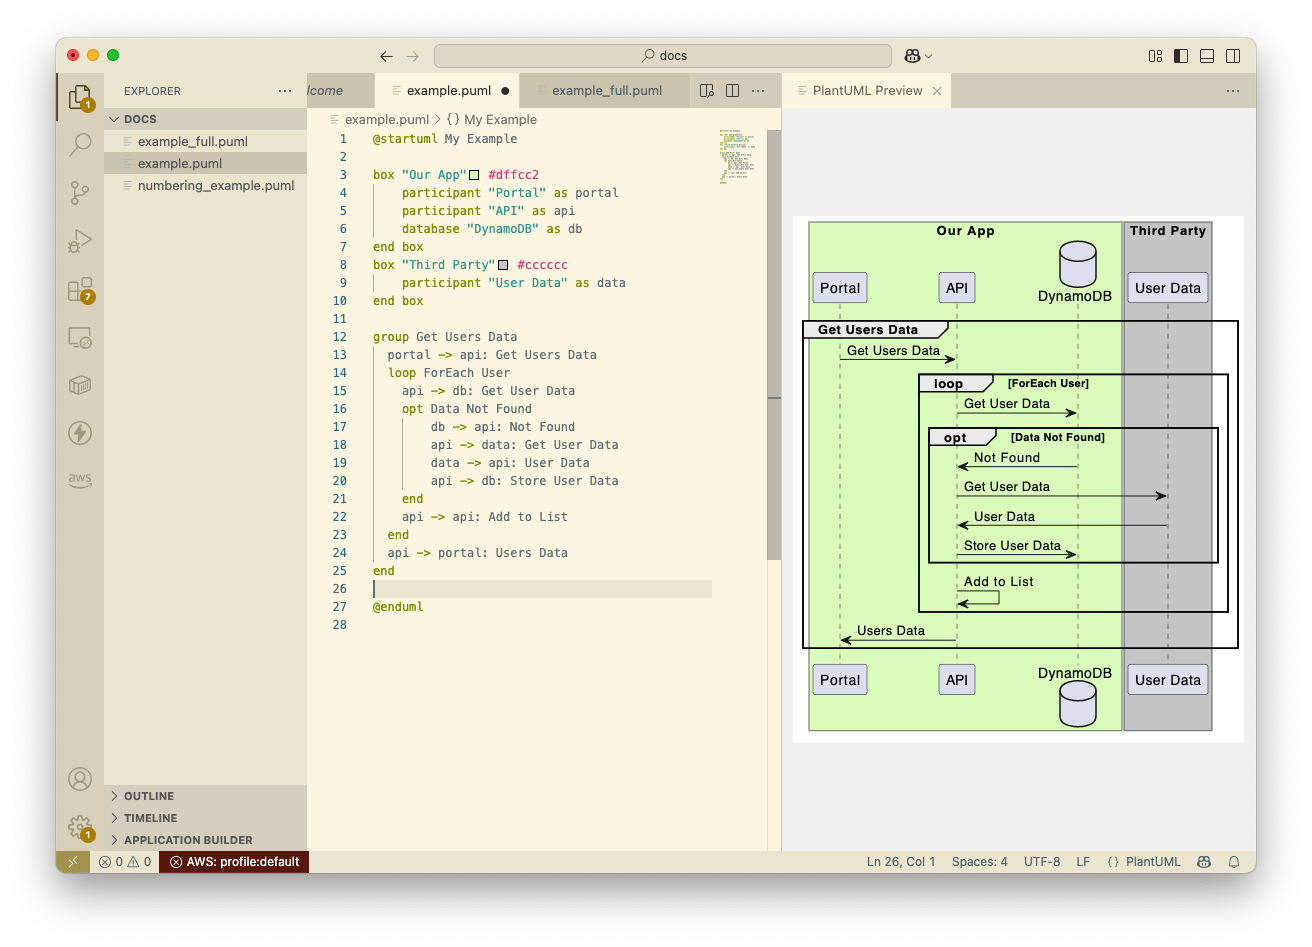 docs
EXPLORER
DOCS
example_full.puml
example.puml
numbering_example.puml
OUTLINE
TIMELINE
APPLICATION BUILDER
1
7
aws
1
lcome
example.puml
example_full.puml
example.puml > {} My Example
1 @startuml My Example
2
3 box "Our App" #dffcc2
4 participant "Portal" as portal
5 participant "API" as api
6 database "DynamoDB" as db
7 end box
8 box "Third Party" #cccccc
9 participant "User Data" as data
10 end box
11
12 group Get Users Data
13 portal -> api: Get Users Data
14 loop ForEach User
15 api -> db: Get User Data
16 opt Data Not Found
17 db -> api: Not Found
18 api -> data: Get User Data
19 data -> api: User Data
20 api -> db: Store User Data
21 end
22 api -> api: Add to List
23 end
24 api -> portal: Users Data
25 end
26
27 @enduml
28
PlantUML Preview
Our App
Third Party
Portal
API
DynamoDB
User Data
Get Users Data
Get Users Data
loop [ForEach User]
Get User Data
opt [Data Not Found]
Not Found
Get User Data
User Data
Store User Data
Add to List
Users Data
Portal
API
DynamoDB
User Data
0 0 AWS: profile:default
Ln 26, Col 1 Spaces: 4 UTF-8 LF {} PlantUML